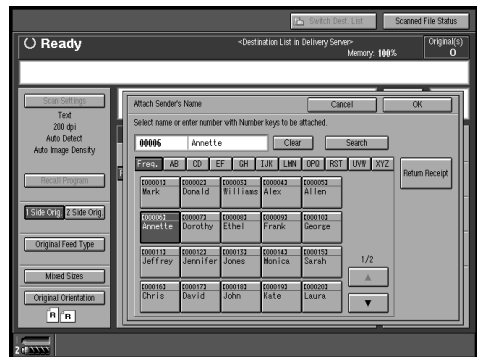 Switch Dest. List Scanned File Status
Ready <Destination List in Delivery Server> Original(s)
Memory: 100% 0
Scan Settings
Text
200 dpi
Auto Detect
Auto Image Density
Recall Program
1 Side Orig. 2 Side Orig.
Original Feed Type
Mixed Sizes
Original Orientation
R R
Attach Sender's Name Cancel OK
Select name or enter number with Number keys to be attached.
00006 Annette Clear Search
Freq. AB CD EF GH IJK LMN OPQ RST UVW XYZ
Return Receipt
[00001] [00002] [00003] [00004] [00005]
Mark Donald Williams Alex Allen
[00006] [00007] [00008] [00009] [00010]
Annette Dorothy Ethel Frank George
[00011] [00012] [00013] [00014] [00015]
Jeffrey Jennifer Jones Monica Sarah
1/2
[00016] [00017] [00018] [00019] [00020]
Chris David John Kate Laura
2